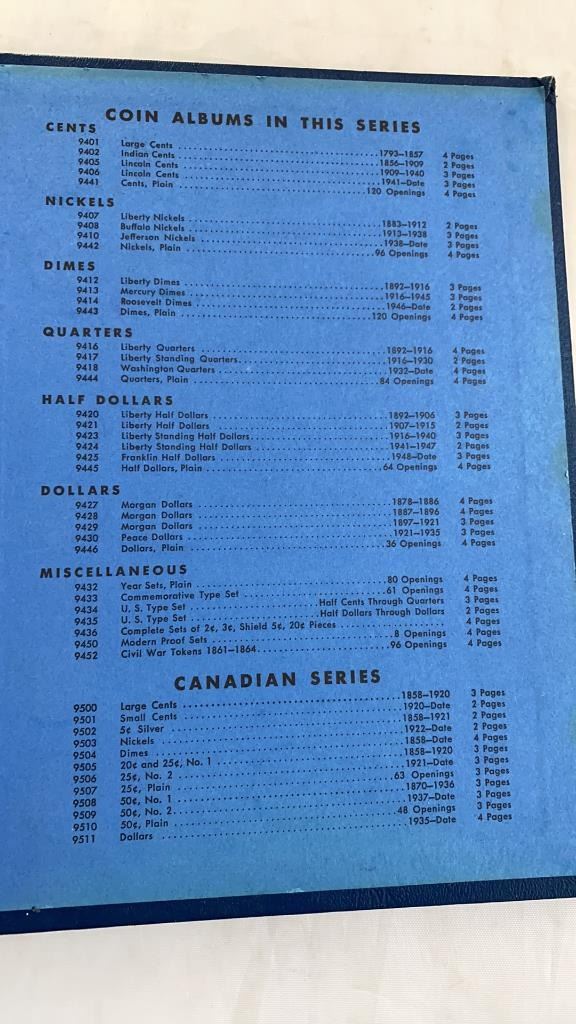 COIN ALBUMS IN THIS SERIES
CENTS
9401 Large Cents 1793–1857 4 Pages
9402 Indian Cents 1856–1909 2 Pages
9405 Lincoln Cents 1909–1940 3 Pages
9406 Lincoln Cents 1941–Date 3 Pages
9441 Cents, Plain 120 Openings 4 Pages
NICKELS
9407 Liberty Nickels 1883–1912 2 Pages
9408 Buffalo Nickels 1913–1938 3 Pages
9410 Jefferson Nickels 1938–Date 3 Pages
9442 Nickels, Plain 96 Openings 4 Pages
DIMES
9412 Liberty Dimes 1892–1916 3 Pages
9413 Mercury Dimes 1916–1945 3 Pages
9414 Roosevelt Dimes 1946–Date 2 Pages
9443 Dimes, Plain 120 Openings 4 Pages
QUARTERS
9416 Liberty Quarters 1892–1916 4 Pages
9417 Liberty Standing Quarters 1916–1930 2 Pages
9418 Washington Quarters 1932–Date 4 Pages
9444 Quarters, Plain 84 Openings 4 Pages
HALF DOLLARS
9420 Liberty Half Dollars 1892–1906 3 Pages
9421 Liberty Half Dollars 1907–1915 2 Pages
9423 Liberty Standing Half Dollars 1916–1940 3 Pages
9424 Liberty Standing Half Dollars 1941–1947 2 Pages
9425 Franklin Half Dollars 1948–Date 3 Pages
9445 Half Dollars, Plain 64 Openings 4 Pages
DOLLARS
9427 Morgan Dollars 1878–1886 4 Pages
9428 Morgan Dollars 1887–1896 4 Pages
9429 Morgan Dollars 1897–1921 3 Pages
9430 Peace Dollars 1921–1935 3 Pages
9446 Dollars, Plain 36 Openings 4 Pages
MISCELLANEOUS
9432 Year Sets, Plain 80 Openings 4 Pages
9433 Commemorative Type Set 61 Openings 4 Pages
9434 U. S. Type Set Half Cents Through Quarters 3 Pages
9435 U. S. Type Set Half Dollars Through Dollars 2 Pages
9436 Complete Sets of 2¢, 3¢, Shield 5¢, 20¢ Pieces 4 Pages
9450 Modern Proof Sets 8 Openings 4 Pages
9452 Civil War Tokens 1861–1864 96 Openings 4 Pages
CANADIAN SERIES
9500 Large Cents 1858–1920 3 Pages
9501 Small Cents 1920–Date 2 Pages
9502 5¢ Silver 1858–1921 2 Pages
9503 Nickels 1922–Date 2 Pages
9504 Dimes 1858–Date 4 Pages
9505 20¢ and 25¢, No. 1 1858–1920 3 Pages
9506 25¢, No. 2 1921–Date 3 Pages
9507 25¢, Plain 63 Openings 3 Pages
9508 50¢, No. 1 1870–1936 3 Pages
9509 50¢, No. 2 1937–Date 3 Pages
9510 50¢, Plain 48 Openings 3 Pages
9511 Dollars 1935–Date 4 Pages